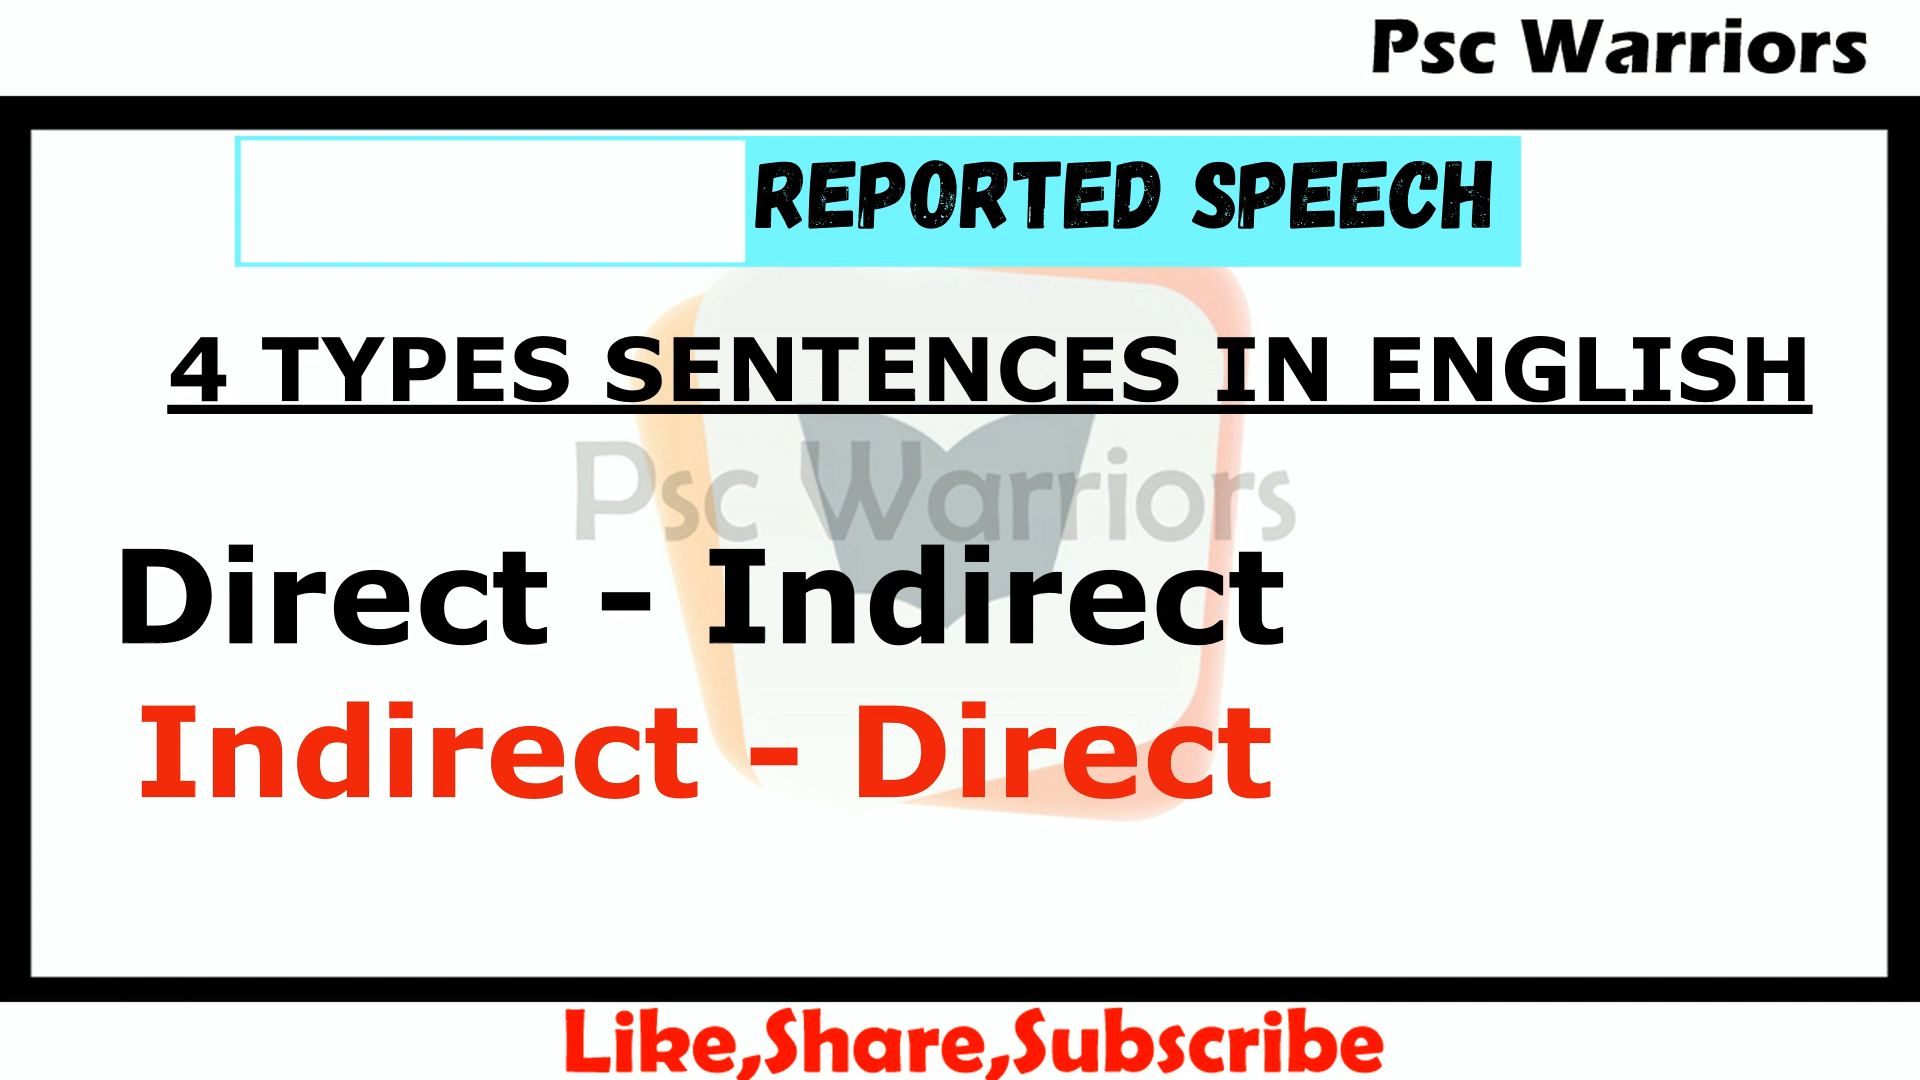 Psc Warriors
REPORTED SPEECH
4 TYPES SENTENCES IN ENGLISH
Psc Warriors
Direct - Indirect
Indirect - Direct
Like,Share,Subscribe